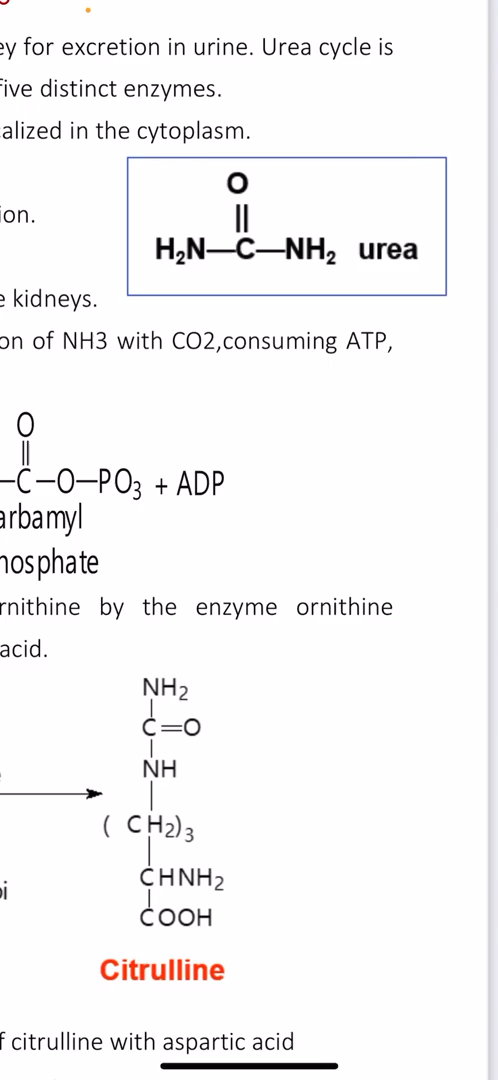 ey for excretion in urine. Urea cycle is
five distinct enzymes.
alized in the cytoplasm.
O
ion.
||
H₂N—C—NH₂ urea
e kidneys.
on of NH3 with CO2,consuming ATP,
O
||
—C—O—PO₃ + ADP
arbamyl
hosphate
rnithine by the enzyme ornithine
acid.
NH₂
|
C=O
|
NH
|
( CH₂)₃
|
CHNH₂
|
COOH
oi
Citrulline
f citrulline with aspartic acid